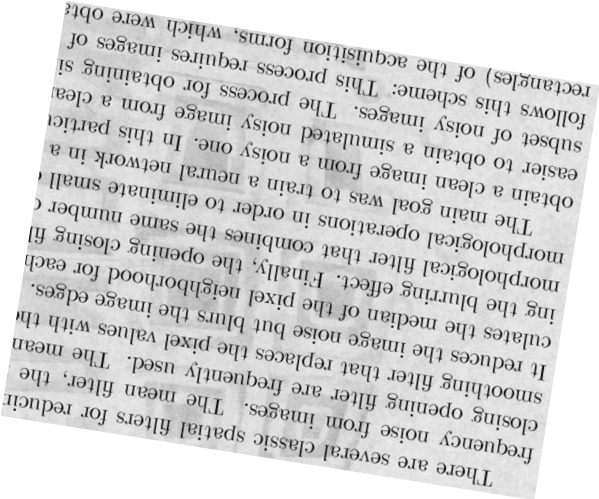 There are several classic spatial filters for reducin
frequency noise from images. The mean filter, the
closing opening filter are frequently used. The mean
smoothing filter that replaces the pixel values with the
It reduces the image noise but blurs the image edges.
culates the median of the pixel neighborhood for each
ing the blurring effect. Finally, the opening closing fil
morphological filter that combines the same number
morphological operations in order to eliminate small
The main goal was to train a neural network in a
obtain a clean image from a noisy one. In this particu
easier to obtain a simulated noisy image from a clea
subset of noisy images. The process for obtaining si
follows this scheme: This process requires images of
rectangles) of the acquisition forms, which were obta